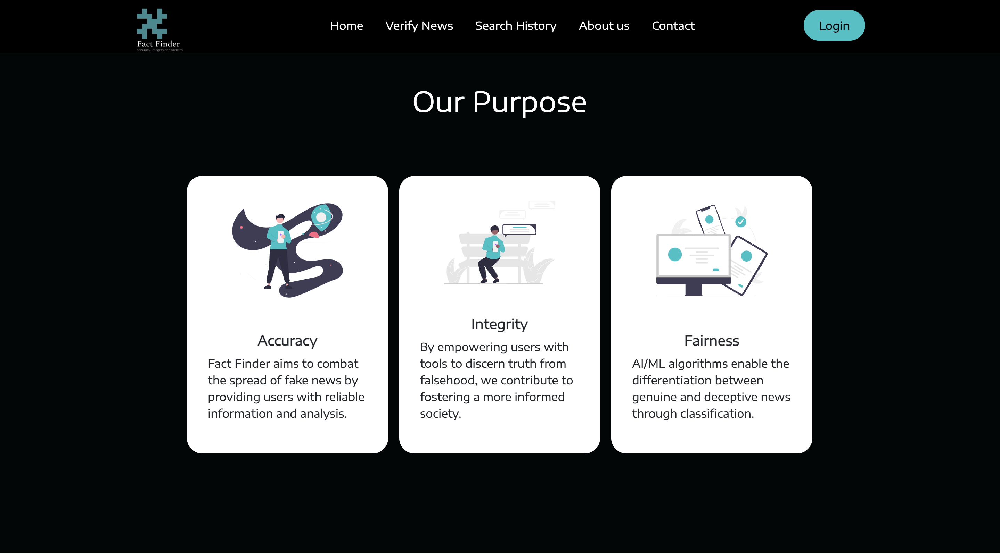 Fact Finder
accuracy, integrity and fairness
Home
Verify News
Search History
About us
Contact
Login
Our Purpose
Accuracy
Fact Finder aims to combat
the spread of fake news by
providing users with reliable
information and analysis.
Integrity
By empowering users with
tools to discern truth from
falsehood, we contribute to
fostering a more informed
society.
Fairness
AI/ML algorithms enable the
differentiation between
genuine and deceptive news
through classification.